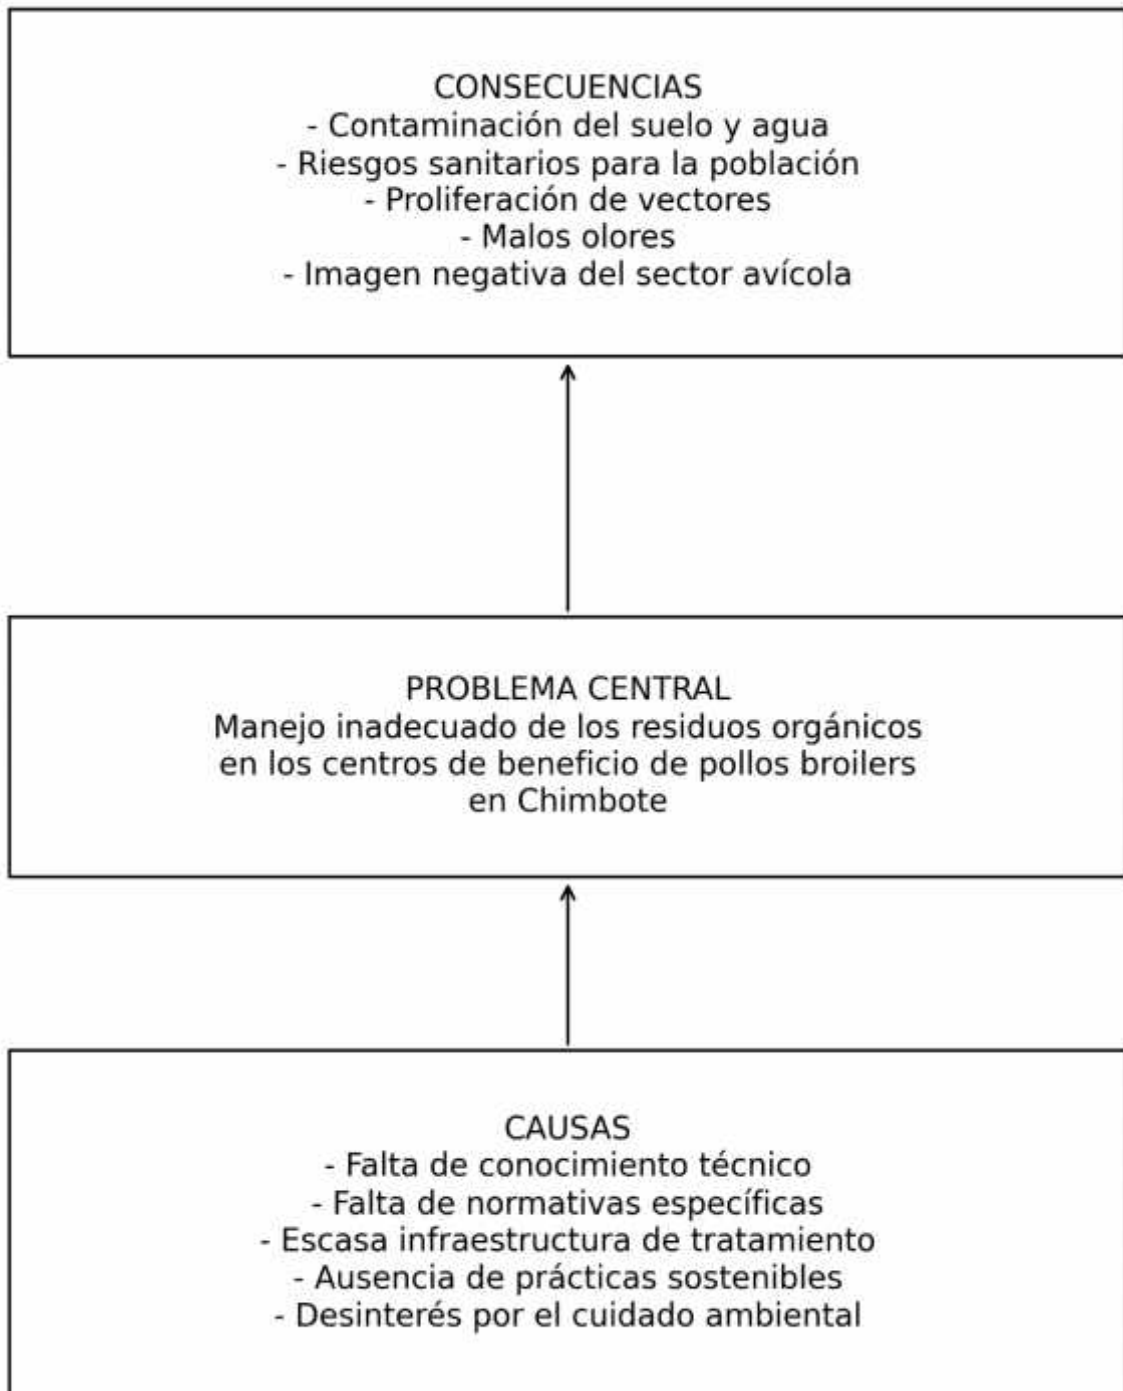 CONSECUENCIAS
- Contaminación del suelo y agua
- Riesgos sanitarios para la población
- Proliferación de vectores
- Malos olores
- Imagen negativa del sector avícola
PROBLEMA CENTRAL
Manejo inadecuado de los residuos orgánicos
en los centros de beneficio de pollos broilers
en Chimbote
CAUSAS
- Falta de conocimiento técnico
- Falta de normativas específicas
- Escasa infraestructura de tratamiento
- Ausencia de prácticas sostenibles
- Desinterés por el cuidado ambiental